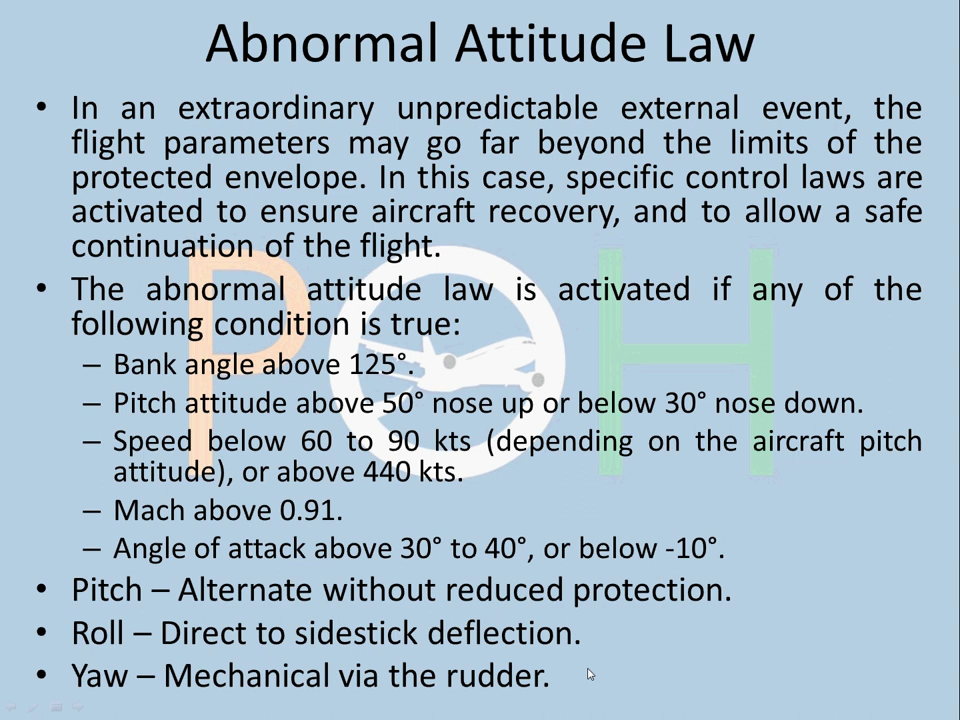 Abnormal Attitude Law
• In an extraordinary unpredictable external event, the
flight parameters may go far beyond the limits of the
protected envelope. In this case, specific control laws are
activated to ensure aircraft recovery, and to allow a safe
continuation of the flight.
• The abnormal attitude law is activated if any of the
following condition is true:
– Bank angle above 125°.
– Pitch attitude above 50° nose up or below 30° nose down.
– Speed below 60 to 90 kts (depending on the aircraft pitch
attitude), or above 440 kts.
– Mach above 0.91.
– Angle of attack above 30° to 40°, or below -10°.
• Pitch – Alternate without reduced protection.
• Roll – Direct to sidestick deflection.
• Yaw – Mechanical via the rudder.
P O H